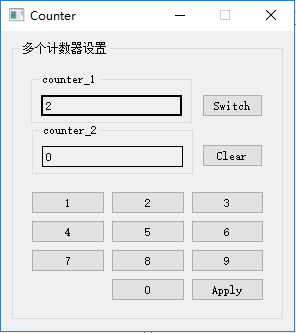 Counter
多个计数器设置
counter_1
2
Switch
counter_2
0
Clear
1 2 3
4 5 6
7 8 9
0 Apply